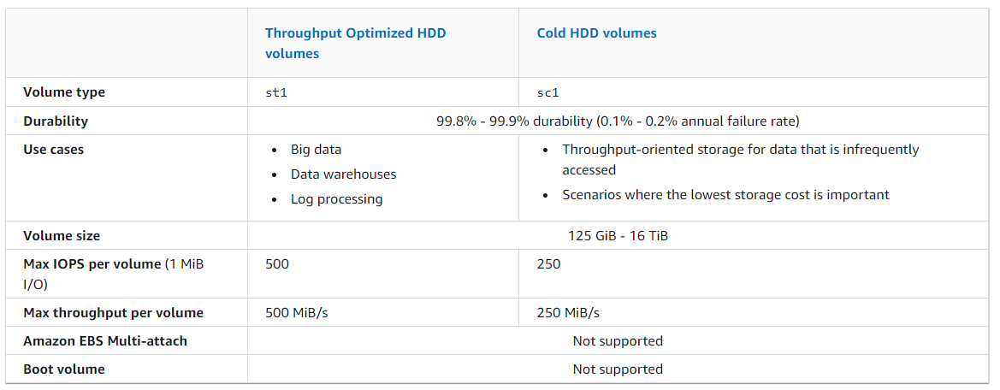 Throughput Optimized HDD
volumes
Cold HDD volumes
Volume type
st1
sc1
Durability
99.8% - 99.9% durability (0.1% - 0.2% annual failure rate)
Use cases
• Big data
• Data warehouses
• Log processing
• Throughput-oriented storage for data that is infrequently
accessed
• Scenarios where the lowest storage cost is important
Volume size
125 GiB - 16 TiB
Max IOPS per volume (1 MiB
I/O)
500
250
Max throughput per volume
500 MiB/s
250 MiB/s
Amazon EBS Multi-attach
Not supported
Boot volume
Not supported